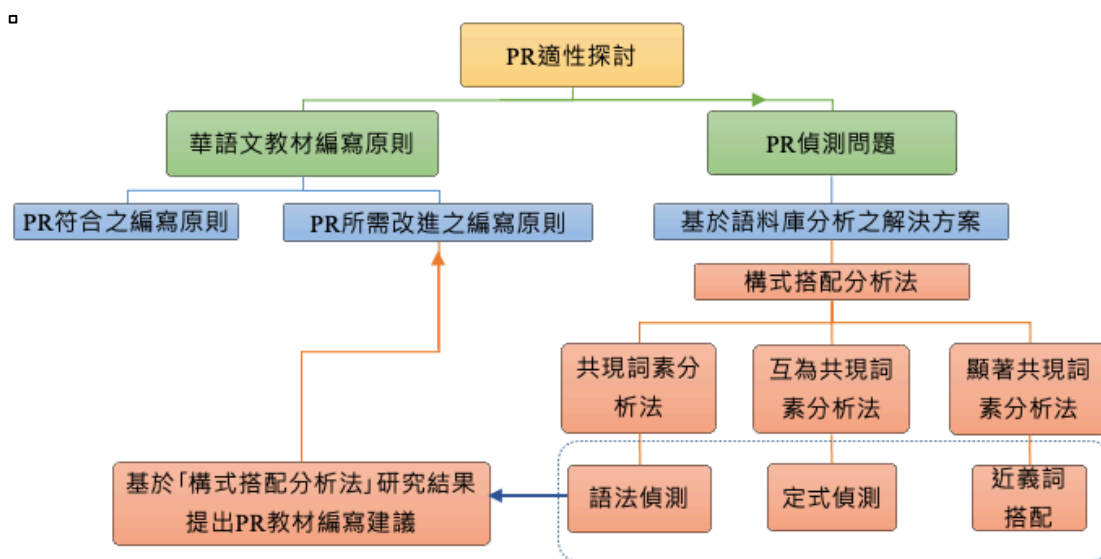 PR適性探討
華語文教材編寫原則
PR偵測問題
PR符合之編寫原則
PR所需改進之編寫原則
基於語料庫分析之解決方案
構式搭配分析法
共現詞素分
析法
互為共現詞
素分析法
顯著共現詞
素分析法
基於「構式搭配分析法」研究結果
提出PR教材編寫建議
語法偵測
定式偵測
近義詞
搭配